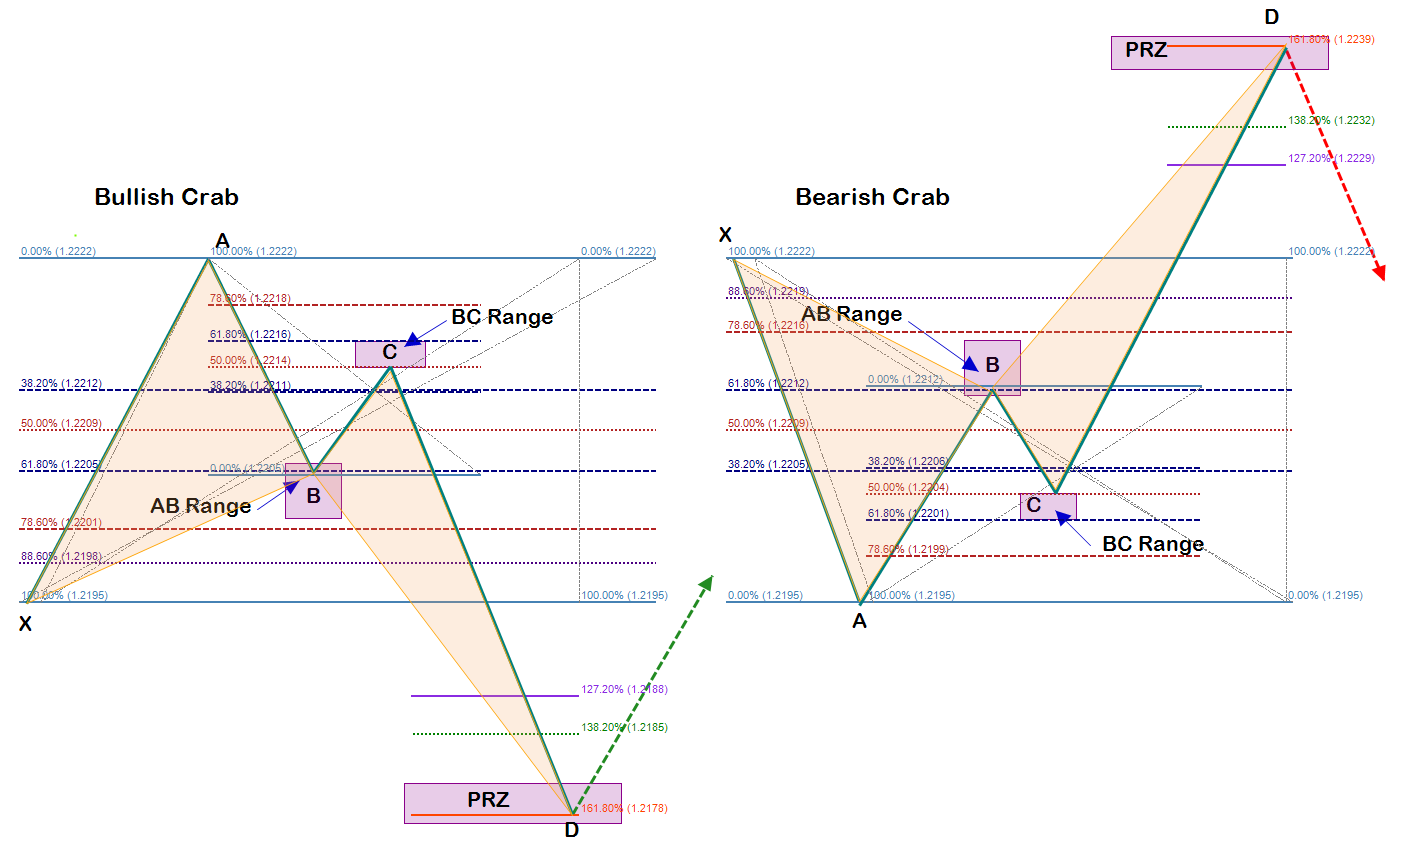 D
161.80% (1.2239)
PRZ
138.20% (1.2232)
127.20% (1.2229)
Bullish Crab
Bearish Crab
A
X
0.00% (1.2222)
100.00% (1.2222)
0.00% (1.2222)
100.00% (1.2222)
100.00% (1.2222)
78.60% (1.2218)
88.60% (1.2219)
BC Range
AB Range
61.80% (1.2216)
78.60% (1.2216)
C
50.00% (1.2214)
B
38.20% (1.2212)
38.20% (1.2211)
61.80% (1.2212)
0.00% (1.2212)
50.00% (1.2209)
50.00% (1.2209)
61.80% (1.2205)
0.00% (1.2205)
38.20% (1.2205)
38.20% (1.2206)
50.00% (1.2204)
AB Range
B
C
61.80% (1.2201)
78.60% (1.2201)
BC Range
88.60% (1.2198)
78.60% (1.2199)
100.00% (1.2195)
100.00% (1.2195)
0.00% (1.2195)
100.00% (1.2195)
0.00% (1.2195)
X
A
127.20% (1.2188)
138.20% (1.2185)
PRZ
161.80% (1.2178)
D